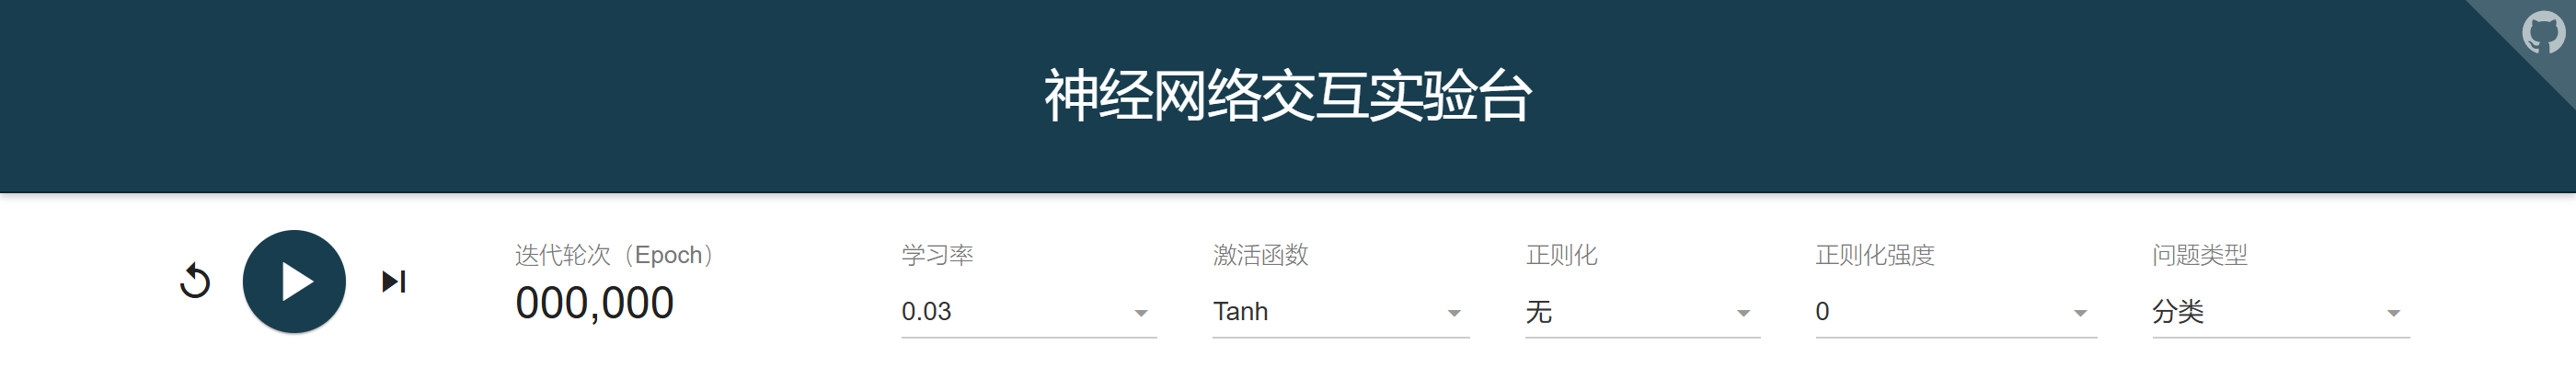 神经网络交互实验台
迭代轮次（Epoch）
000,000
学习率
0.03
激活函数
Tanh
正则化
无
正则化强度
0
问题类型
分类